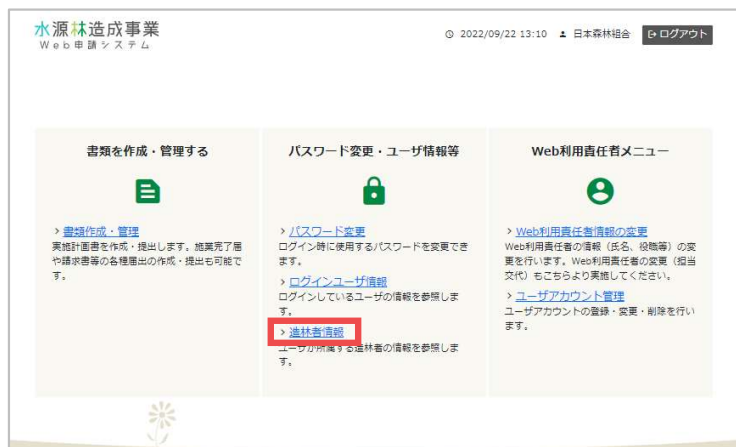 水源林造成事業
Web申請システム
2022/09/22 13:10 日本森林組合 ログアウト
書類を作成・管理する
> 書類作成・管理
実施計画書を作成・提出します。施業完了届
や請求書等の各種届出の作成・提出も可能で
す。
パスワード変更・ユーザ情報等
> パスワード変更
ログイン時に使用するパスワードを変更でき
ます。
> ログインユーザ情報
ログインしているユーザの情報を参照しま
す。
> 造林者情報
ユーザが所属する造林者の情報を参照しま
す。
Web利用責任者メニュー
> Web利用責任者情報の変更
Web利用責任者の情報（氏名、役職等）の変
更を行います。Web利用責任者の変更（担当
交代）もこちらより実施してください。
> ユーザアカウント管理
ユーザアカウントの登録・変更・削除を行い
ます。